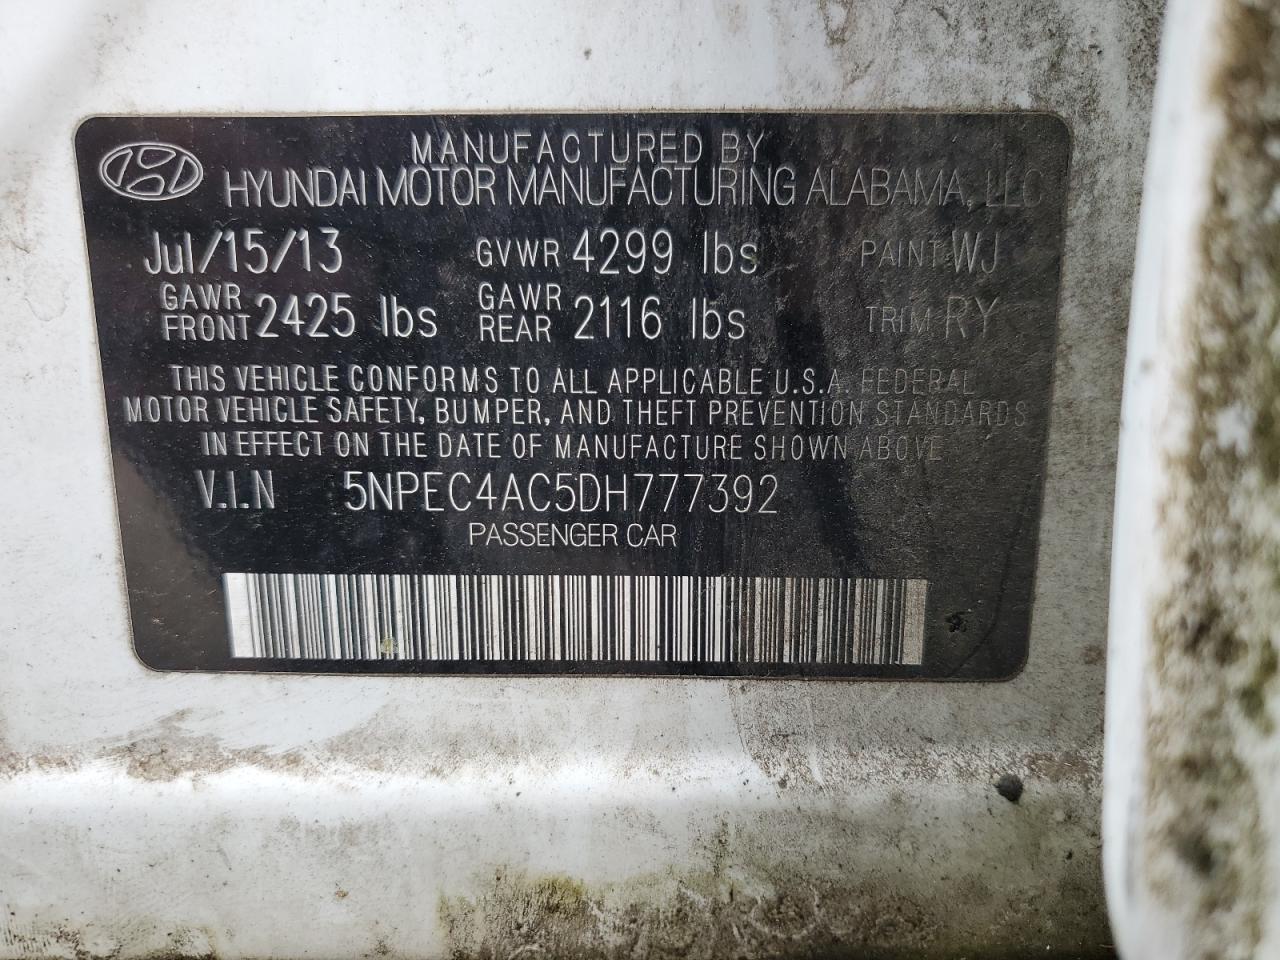 MANUFACTURED BY
HYUNDAI MOTOR MANUFACTURING ALABAMA, LLC
Jul/15/13 GVWR 4299 lbs PAINT WJ
GAWR FRONT 2425 lbs GAWR REAR 2116 lbs TRIM RY
THIS VEHICLE CONFORMS TO ALL APPLICABLE U.S.A. FEDERAL
MOTOR VEHICLE SAFETY, BUMPER, AND THEFT PREVENTION STANDARDS
IN EFFECT ON THE DATE OF MANUFACTURE SHOWN ABOVE
V.I.N 5NPEC4AC5DH777392
PASSENGER CAR